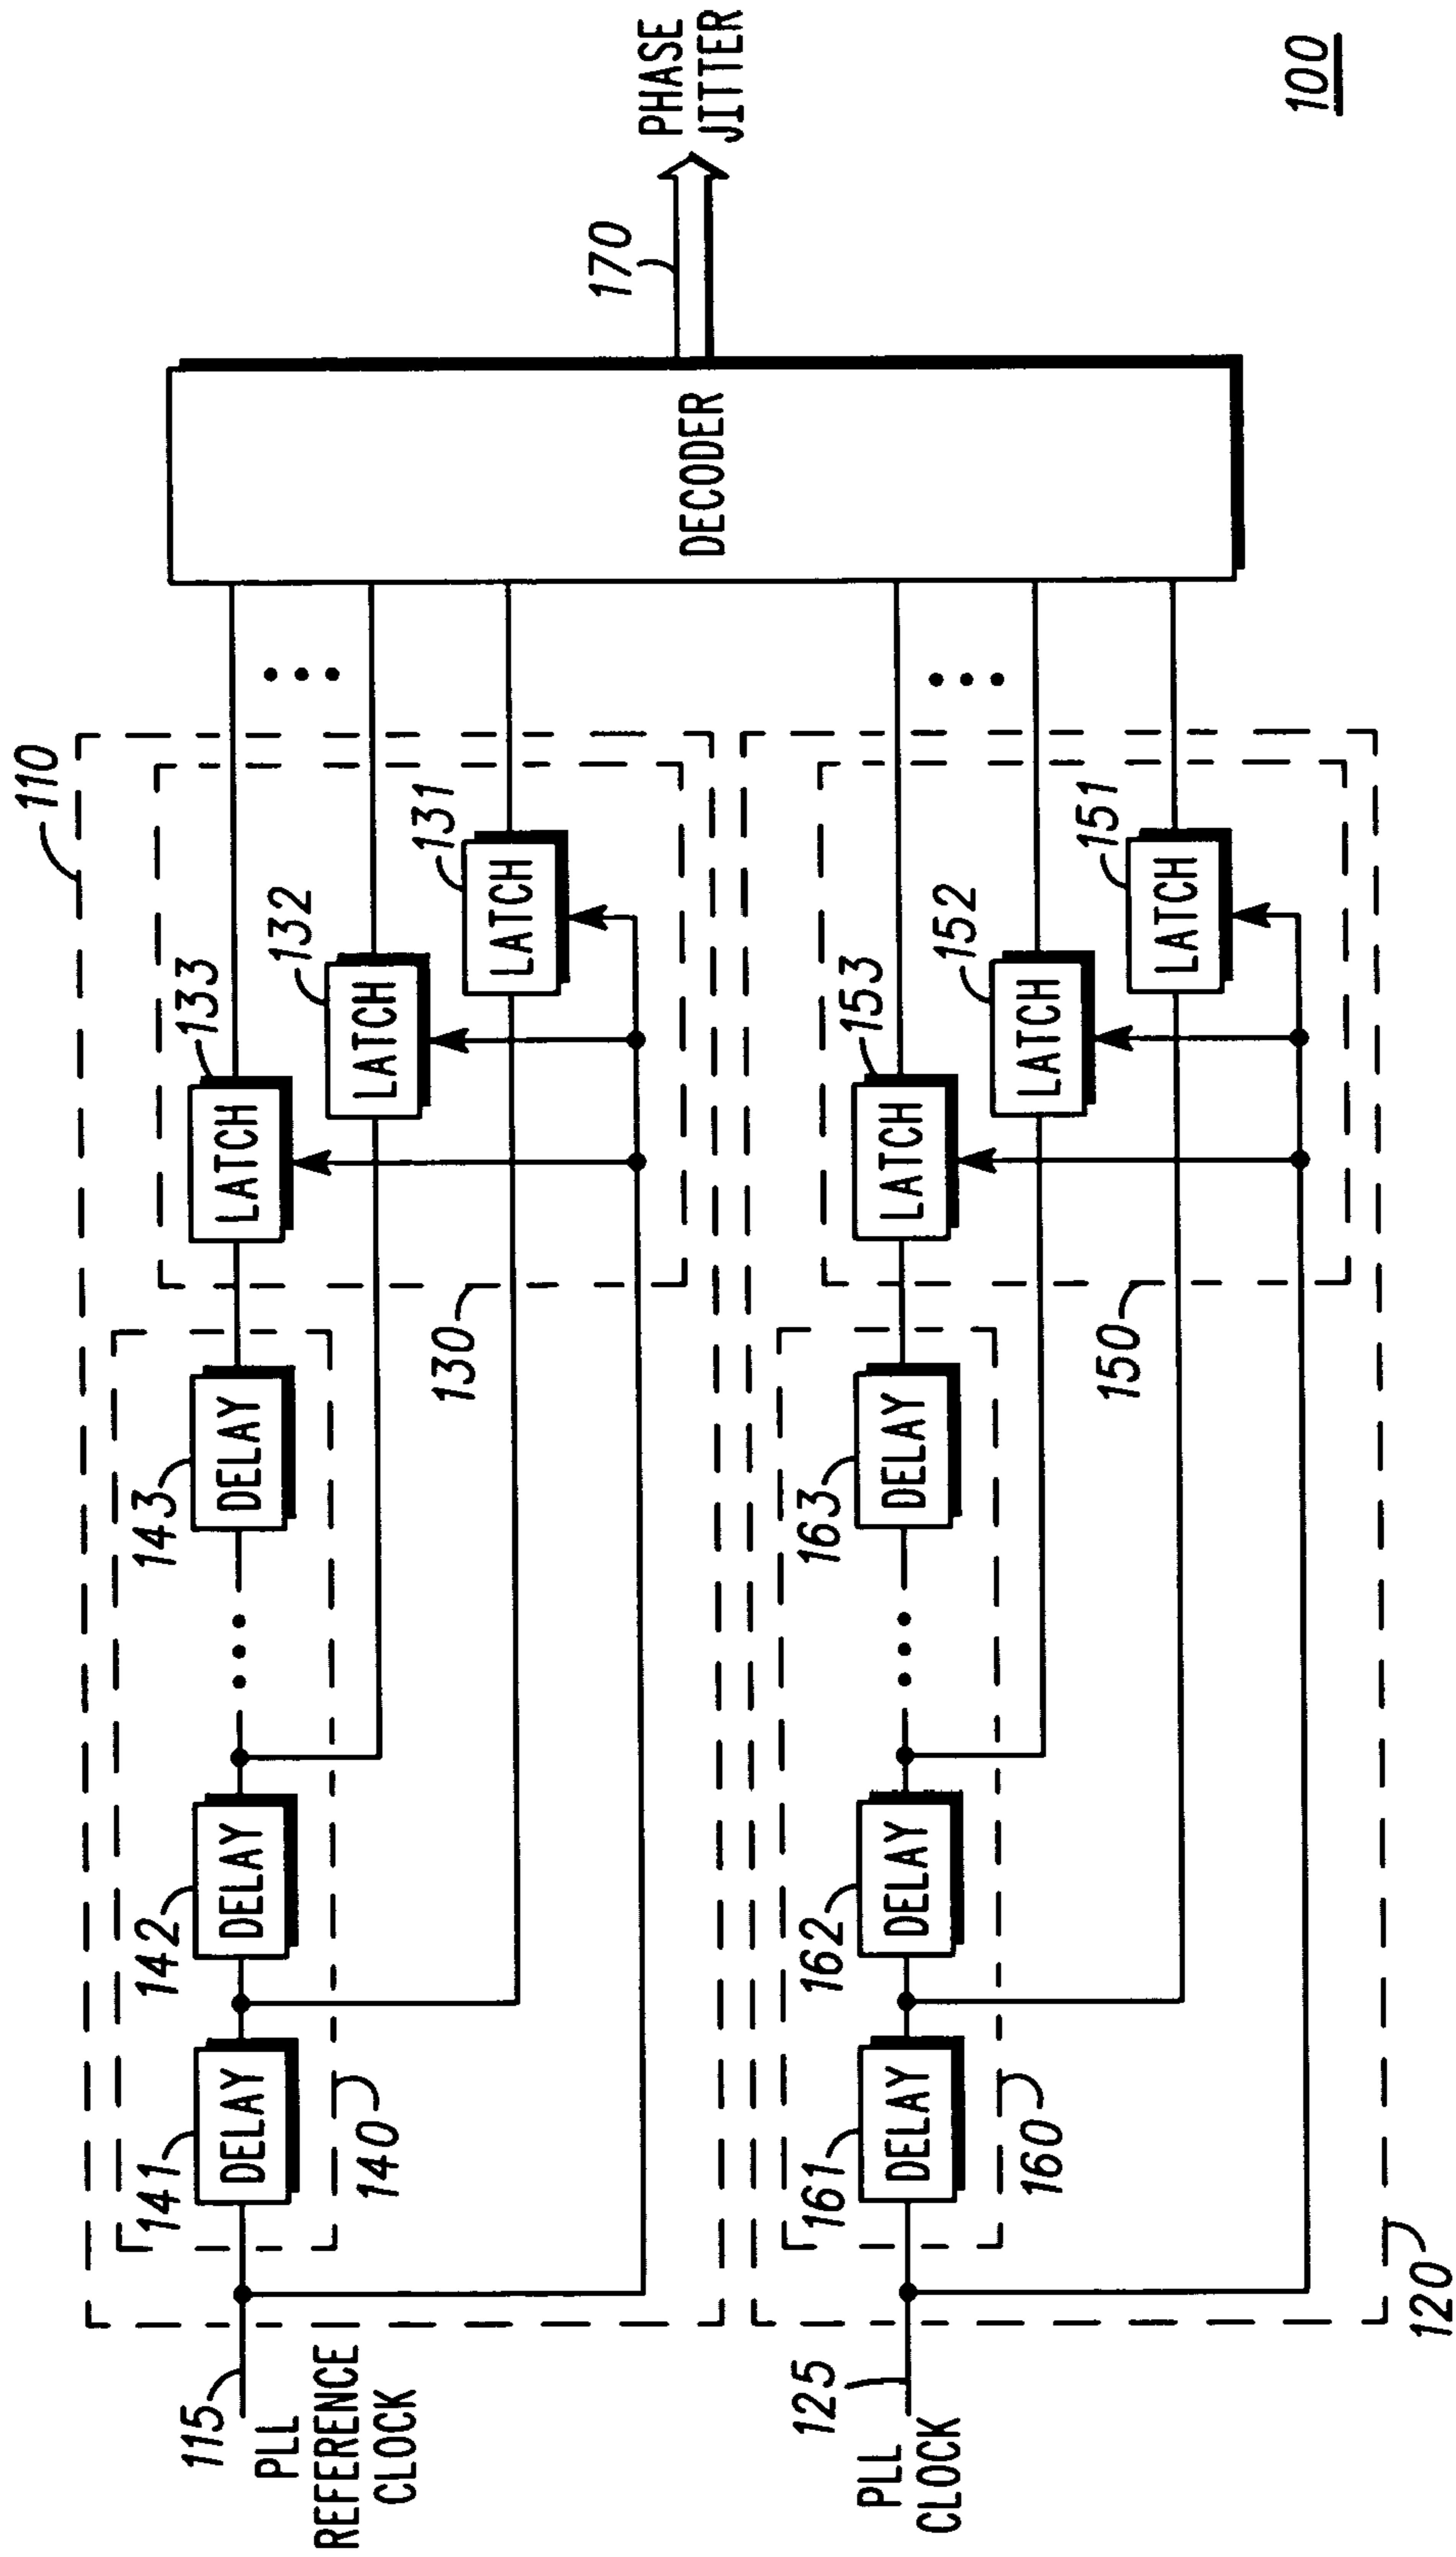 110
133
LATCH
132
LATCH
131
LATCH
143
DELAY
142
DELAY
141
DELAY
130
140
115
PLL
REFERENCE
CLOCK
DECODER
170
PHASE
JITTER
153
LATCH
152
LATCH
151
LATCH
163
DELAY
162
DELAY
161
DELAY
150
160
125
PLL
CLOCK
120
100